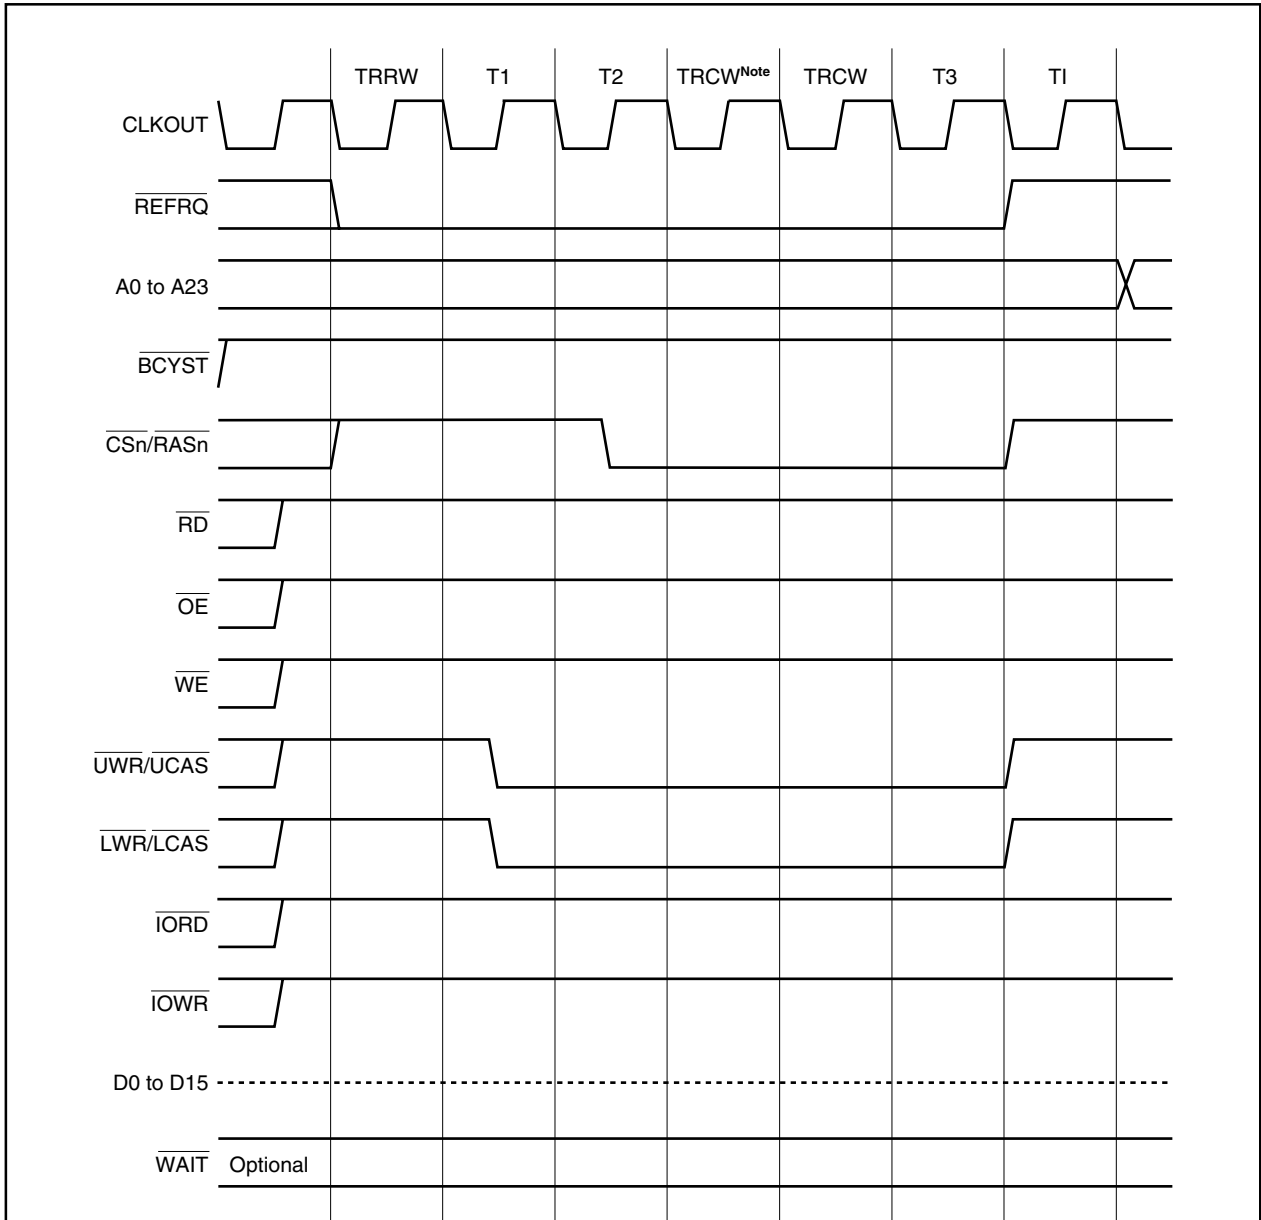 TRRW T1 T2 TRCWNote TRCW T3 TI
CLKOUT
REFRQ
A0 to A23
BCYST
CSn/RASn
RD
OE
WE
UWR/UCAS
LWR/LCAS
IORD
IOWR
D0 to D15
WAIT Optional